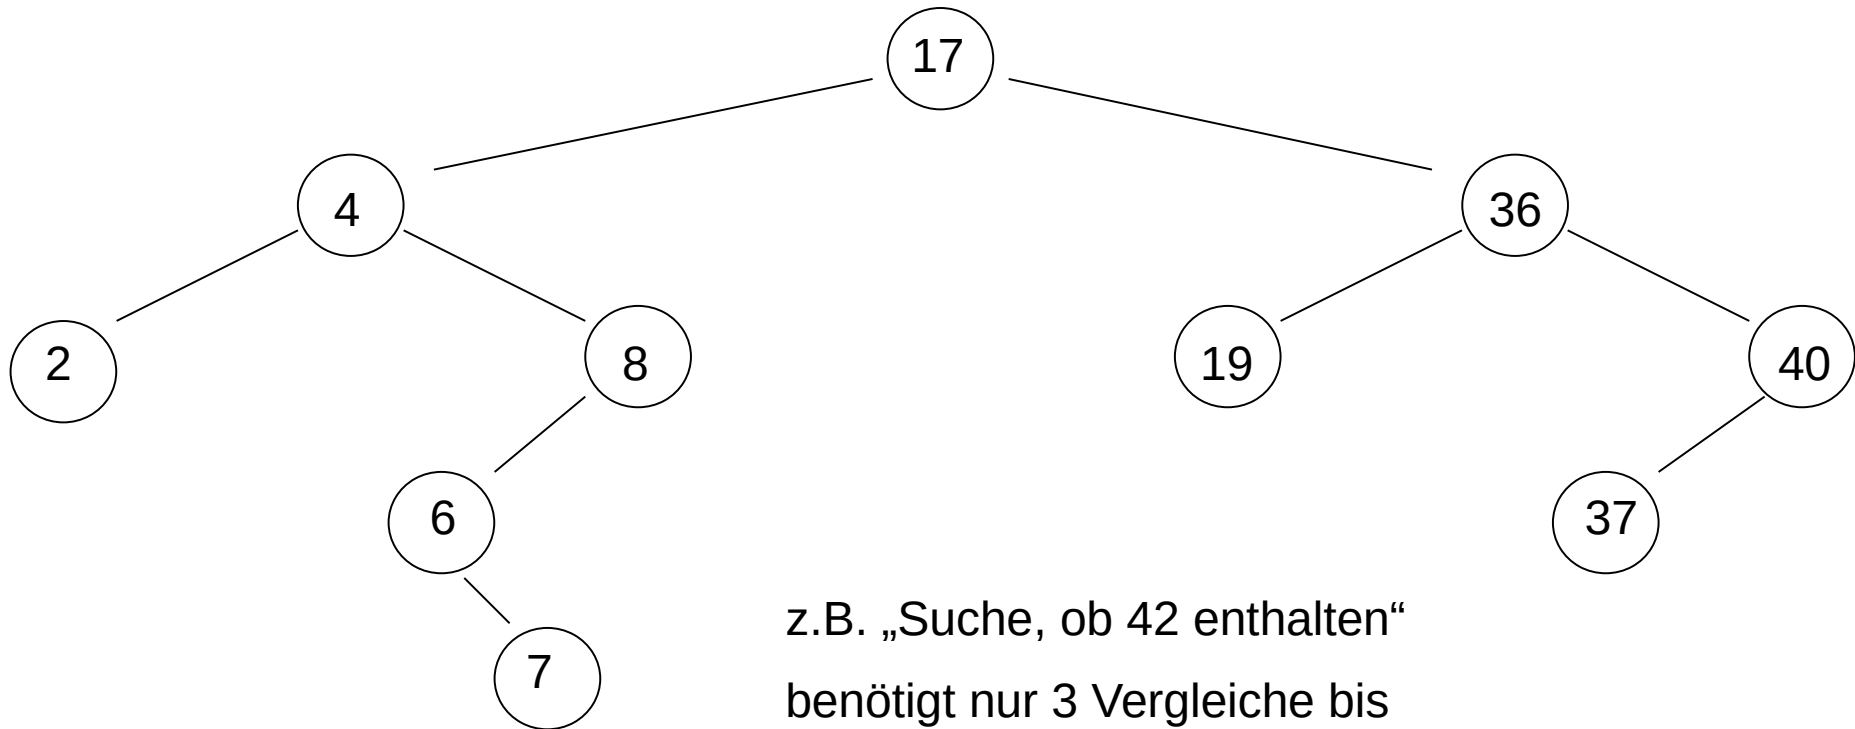 17
4 36
2 8 19 40
6 37
z.B. „Suche, ob 42 enthalten“
7
benötigt nur 3 Vergleiche bis